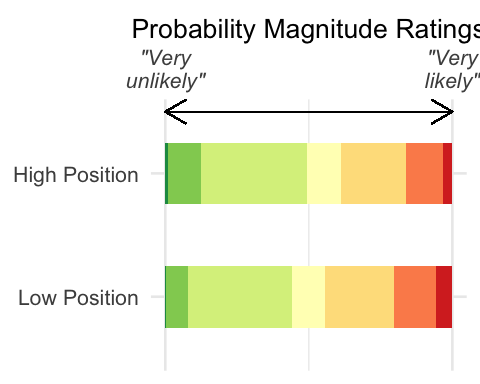 Probability Magnitude Ratings
"Very "Very
unlikely" likely"
High Position
Low Position